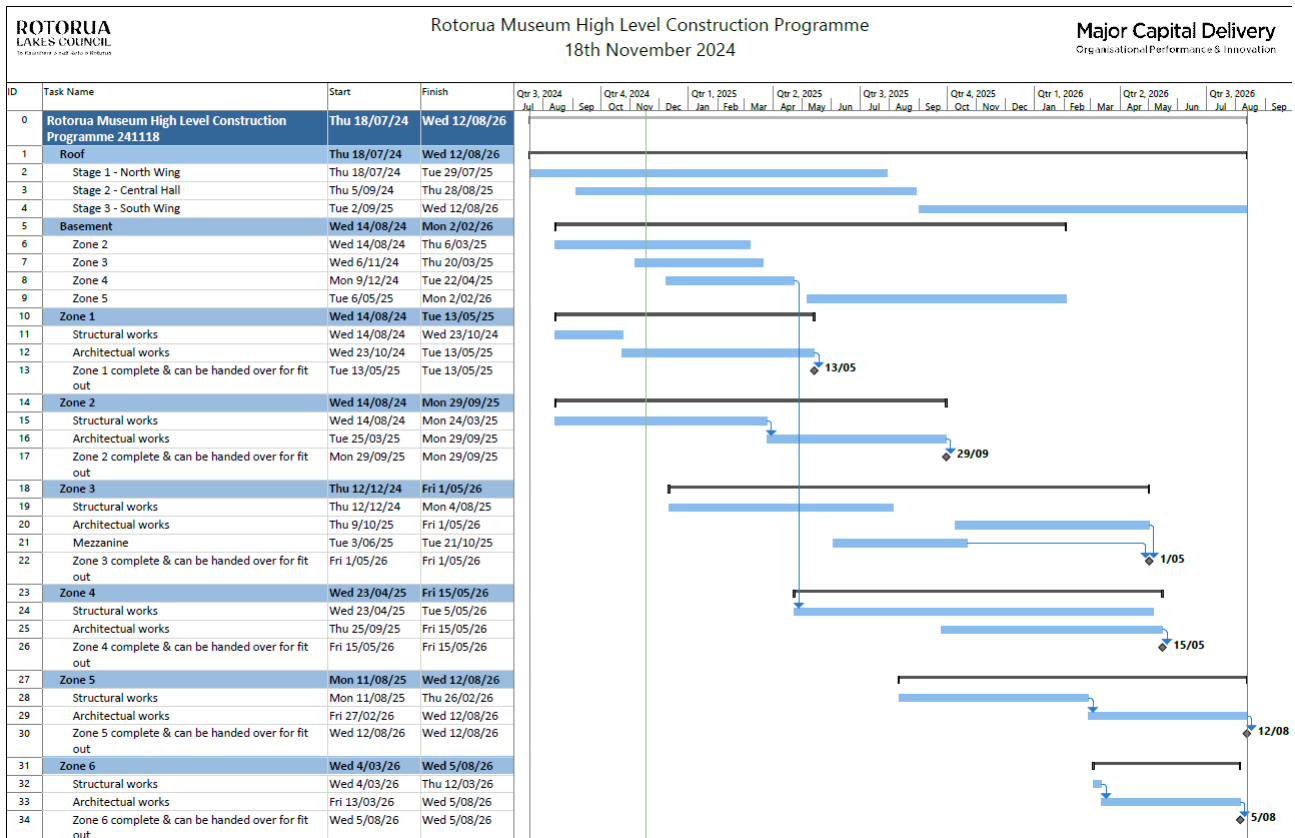 ROTORUA
LAKES COUNCIL
Rotorua Museum High Level Construction Programme
18th November 2024
Major Capital Delivery
Organisational Performance & Innovation
ID Task Name Start Finish Qtr 3, 2024 Qtr 4, 2024 Qtr 1, 2025 Qtr 2, 2025 Qtr 3, 2025 Qtr 4, 2025 Qtr 1, 2026 Qtr 2, 2026 Qtr 3, 2026
Jul Aug Sep Oct Nov Dec Jan Feb Mar Apr May Jun Jul Aug Sep Oct Nov Dec Jan Feb Mar Apr May Jun Jul Aug Sep
0 Rotorua Museum High Level Construction Thu 18/07/24 Wed 12/08/26
Programme 241118
1 Roof Thu 18/07/24 Wed 12/08/26
2 Stage 1 - North Wing Thu 18/07/24 Tue 29/07/25
3 Stage 2 - Central Hall Thu 5/09/24 Thu 28/08/25
4 Stage 3 - South Wing Tue 2/09/25 Wed 12/08/26
5 Basement Wed 14/08/24 Mon 2/02/26
6 Zone 2 Wed 14/08/24 Thu 6/03/25
7 Zone 3 Wed 6/11/24 Thu 20/03/25
8 Zone 4 Mon 9/12/24 Tue 22/04/25
9 Zone 5 Tue 6/05/25 Mon 2/02/26
10 Zone 1 Wed 14/08/24 Tue 13/05/25
11 Structural works Wed 14/08/24 Wed 23/10/24
12 Architectual works Wed 23/10/24 Tue 13/05/25
13 Zone 1 complete & can be handed over for fit Tue 13/05/25 Tue 13/05/25 13/05
out
14 Zone 2 Wed 14/08/24 Mon 29/09/25
15 Structural works Wed 14/08/24 Mon 24/03/25
16 Architectual works Tue 25/03/25 Mon 29/09/25
17 Zone 2 complete & can be handed over for fit Mon 29/09/25 Mon 29/09/25 29/09
out
18 Zone 3 Thu 12/12/24 Fri 1/05/26
19 Structural works Thu 12/12/24 Mon 4/08/25
20 Architectual works Thu 9/10/25 Fri 1/05/26
21 Mezzanine Tue 3/06/25 Tue 21/10/25
22 Zone 3 complete & can be handed over for fit Fri 1/05/26 Fri 1/05/26 1/05
out
23 Zone 4 Wed 23/04/25 Fri 15/05/26
24 Structural works Wed 23/04/25 Tue 5/05/26
25 Architectual works Thu 25/09/25 Fri 15/05/26
26 Zone 4 complete & can be handed over for fit Fri 15/05/26 Fri 15/05/26 15/05
out
27 Zone 5 Mon 11/08/25 Wed 12/08/26
28 Structural works Mon 11/08/25 Thu 26/02/26
29 Architectual works Fri 27/02/26 Wed 12/08/26
30 Zone 5 complete & can be handed over for fit Wed 12/08/26 Wed 12/08/26 12/08
out
31 Zone 6 Wed 4/03/26 Wed 5/08/26
32 Structural works Wed 4/03/26 Thu 12/03/26
33 Architectual works Fri 13/03/26 Wed 5/08/26
34 Zone 6 complete & can be handed over for fit Wed 5/08/26 Wed 5/08/26 5/08
out